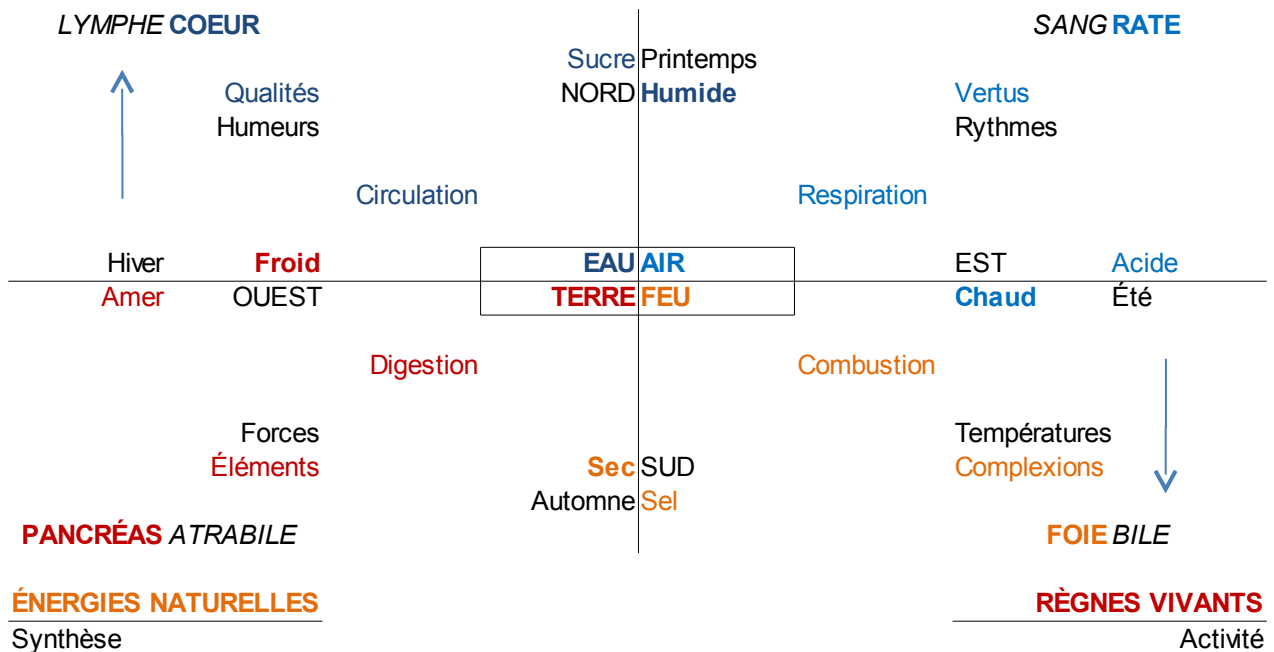 LYMPHE COEUR SANG RATE
Sucre Printemps
Qualités NORD Humide Vertus
Humeurs Rythmes
Circulation Respiration
Hiver Froid EAU AIR EST Acide
Amer OUEST TERRE FEU Chaud Été
Digestion Combustion
Forces Températures
Éléments Sec SUD Complexions
Automne Sel
PANCRÉAS ATRABILE FOIE BILE
ÉNERGIES NATURELLES RÈGNES VIVANTS
Synthèse Activité